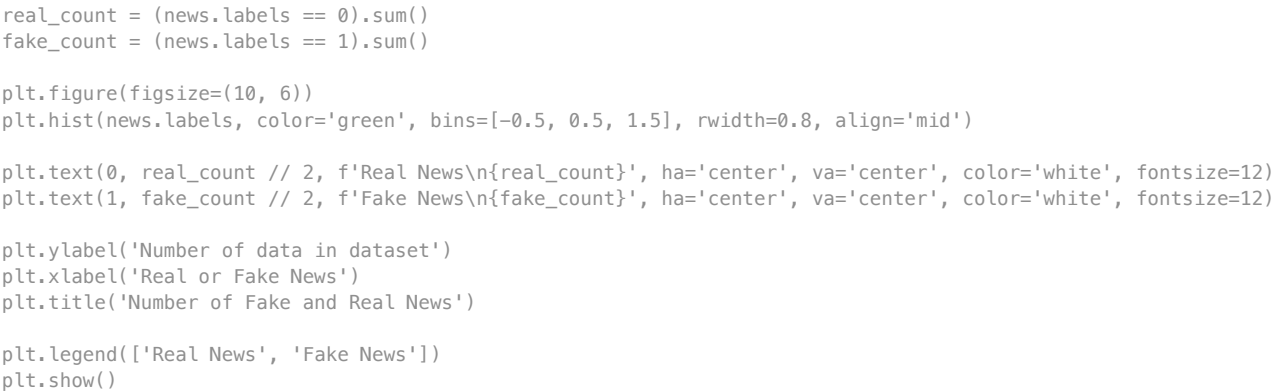 real_count = (news.labels == 0).sum()
fake_count = (news.labels == 1).sum()
plt.figure(figsize=(10, 6))
plt.hist(news.labels, color='green', bins=[-0.5, 0.5, 1.5], rwidth=0.8, align='mid')
plt.text(0, real_count // 2, f'Real News\n{real_count}', ha='center', va='center', color='white', fontsize=12)
plt.text(1, fake_count // 2, f'Fake News\n{fake_count}', ha='center', va='center', color='white', fontsize=12)
plt.ylabel('Number of data in dataset')
plt.xlabel('Real or Fake News')
plt.title('Number of Fake and Real News')
plt.legend(['Real News', 'Fake News'])
plt.show()